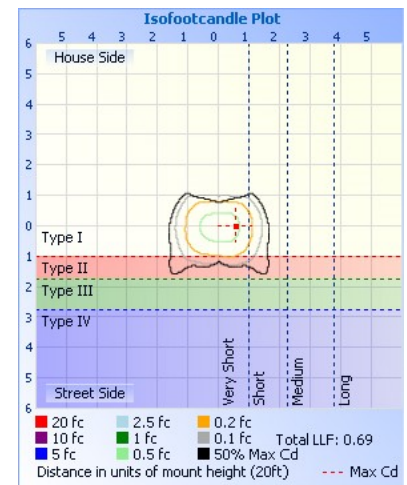 Isofootcandle Plot
5 4 3 2 1 0 1 2 3 4 5
6
House Side
5
4
3
2
1
0
Type I
1
Type II
2
Type III
3
Type IV
4
5
Street Side
6
Very Short
Short
Medium
Long
20 fc 2.5 fc 0.2 fc
10 fc 1 fc 0.1 fc Total LLF: 0.69
5 fc 0.5 fc 50% Max Cd
Distance in units of mount height (20ft) --- Max Cd